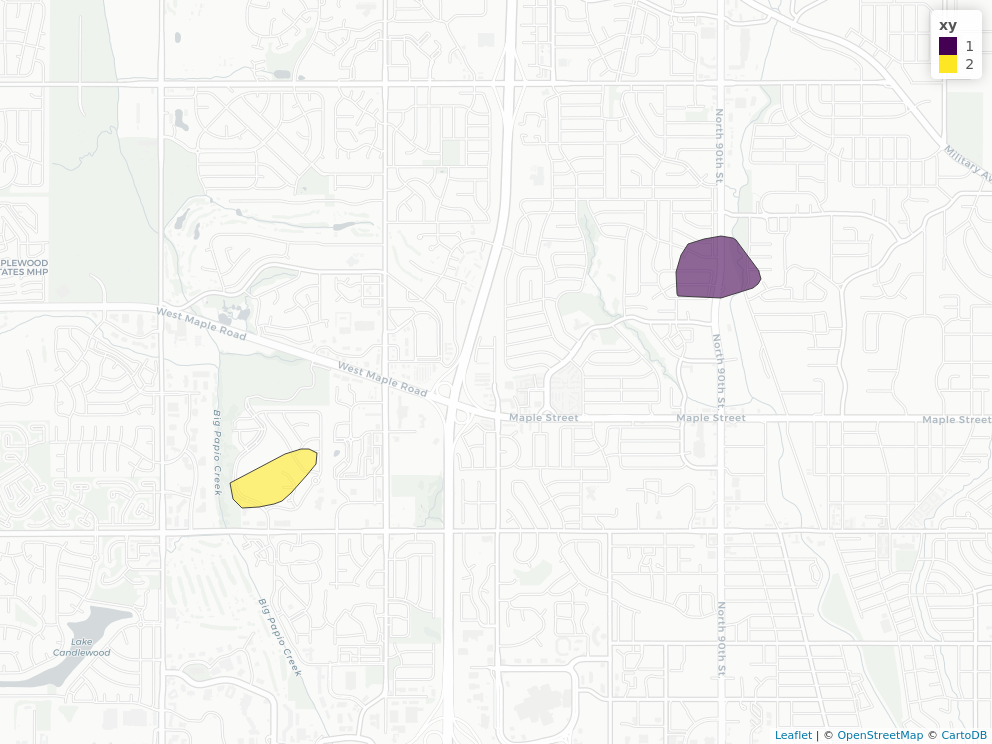 xy
1
2
North 90th St.
Military Av
PLEWOOD
TATES MHP
West Maple Road
West Maple Road
North 90th St.
Maple Street
Maple Street
Maple Street
Big Papio Creek
Big Papio Creek
North 90th St.
Lake
Candlewood
Leaflet | © OpenStreetMap © CartoDB